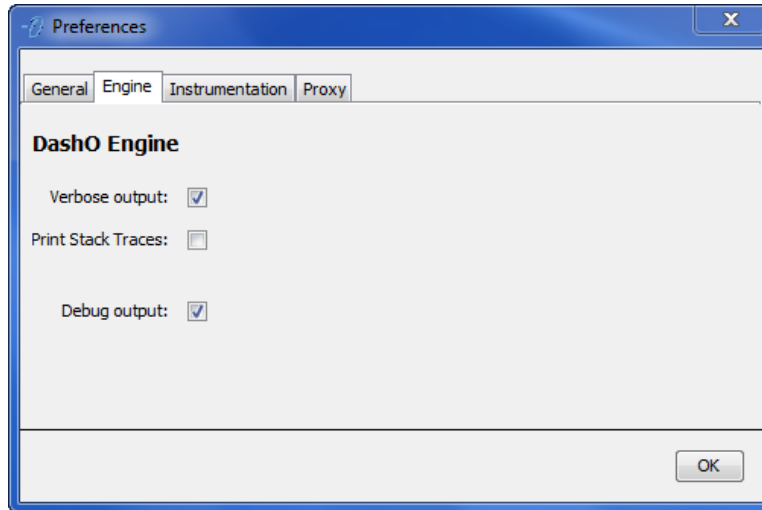 Preferences
General Engine Instrumentation Proxy
DashO Engine
Verbose output:
Print Stack Traces:
Debug output:
OK